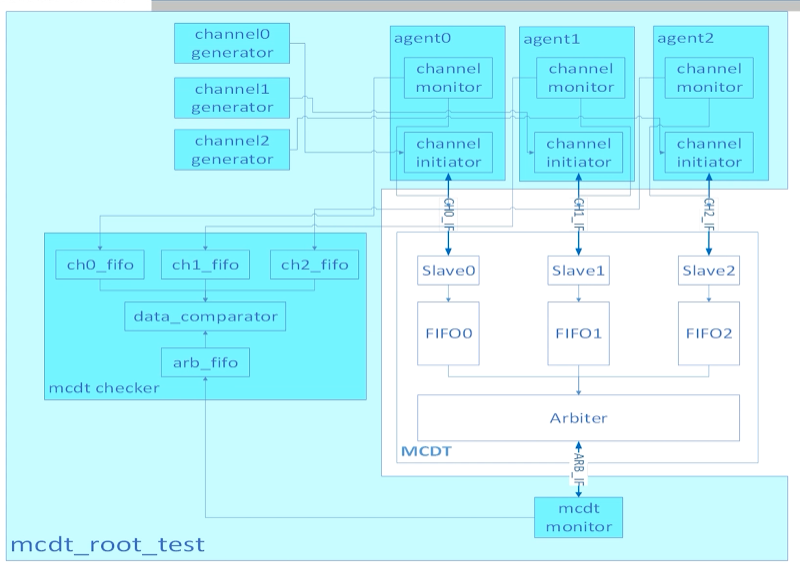 channel0
generator
channel1
generator
channel2
generator
agent0
channel
monitor
channel
initiator
agent1
channel
monitor
channel
initiator
agent2
channel
monitor
channel
initiator
CH0_IF
CH1_IF
CH2_IF
ch0_fifo
ch1_fifo
ch2_fifo
data_comparator
arb_fifo
mcdt checker
Slave0
Slave1
Slave2
FIFO0
FIFO1
FIFO2
Arbiter
MCDT
ARB_IF
mcdt
monitor
mcdt_root_test